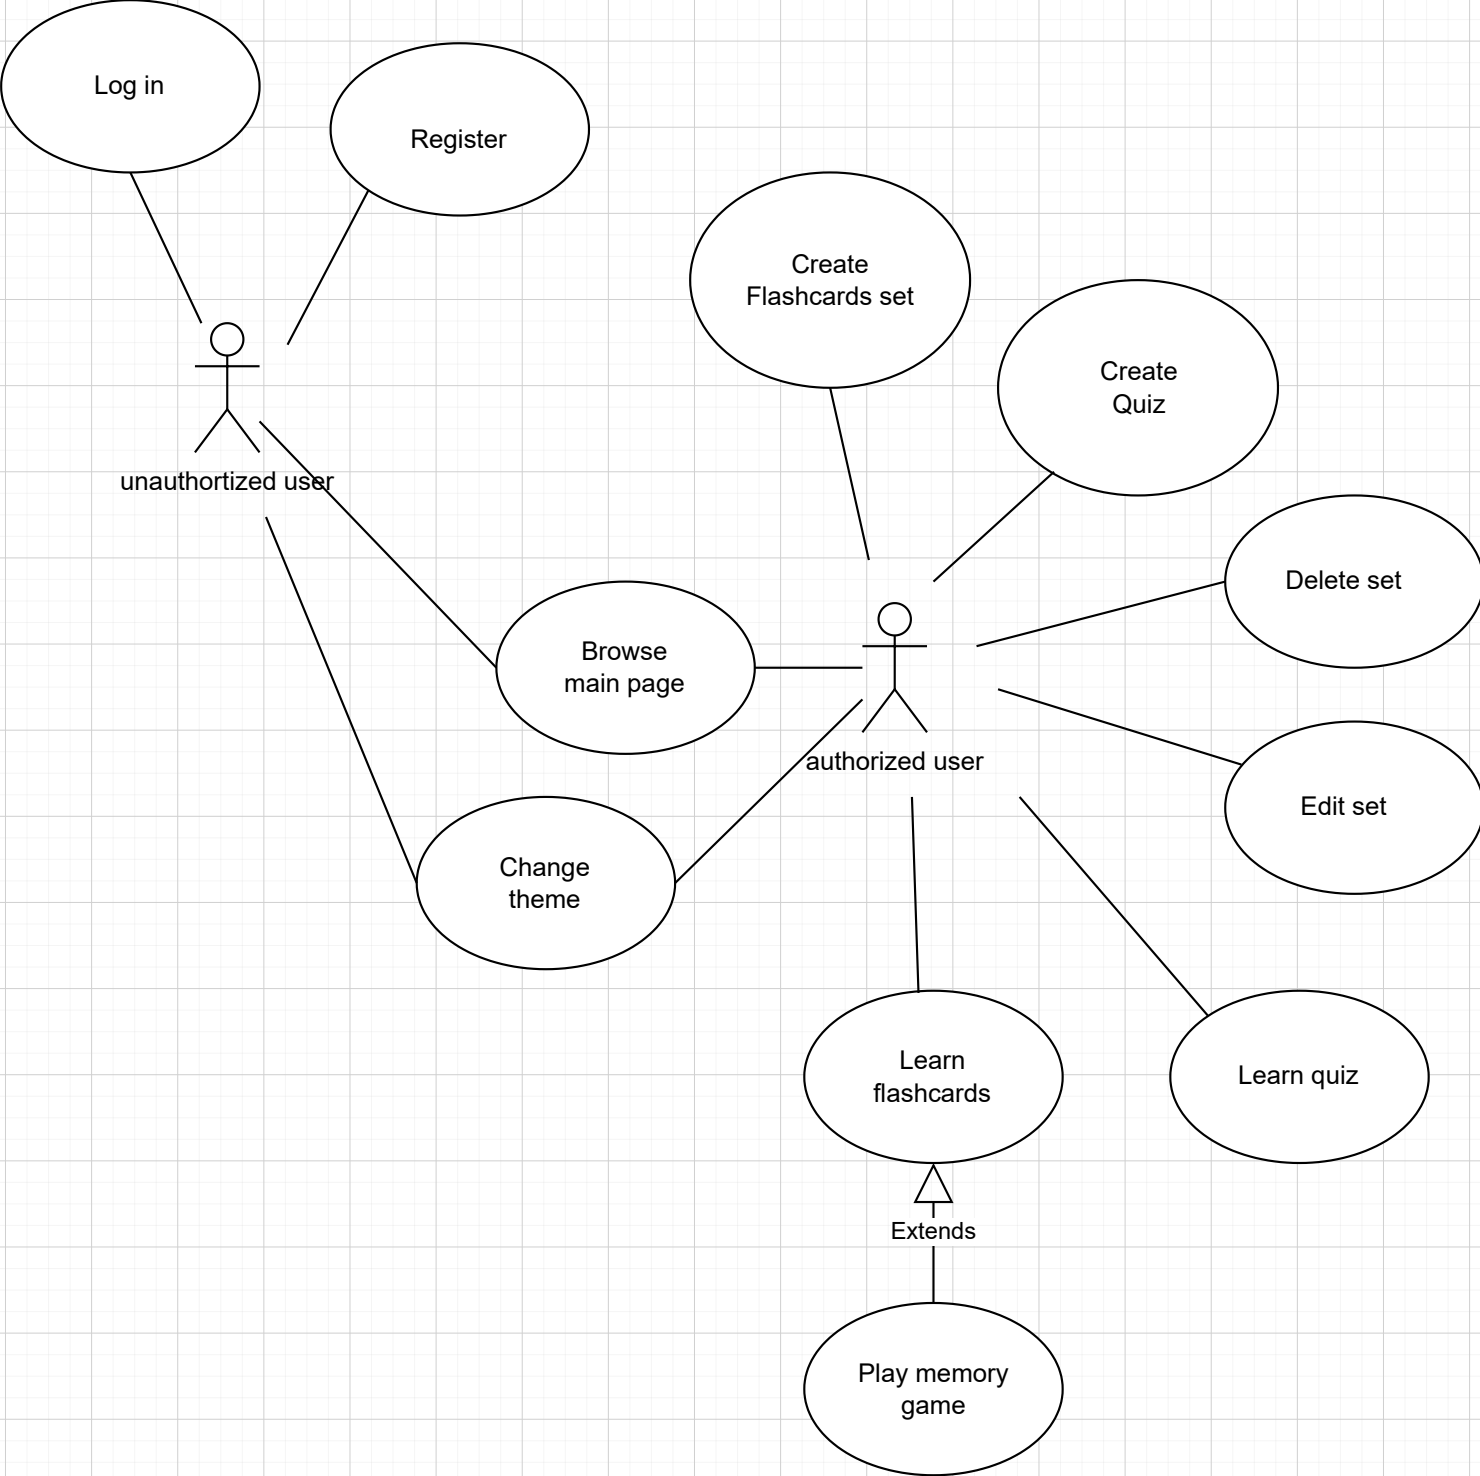 Log in
Register
Create
Flashcards set
Create
Quiz
unauthortized user
Delete set
Browse
main page
authorized user
Edit set
Change
theme
Learn
flashcards
Learn quiz
Extends
Play memory
game